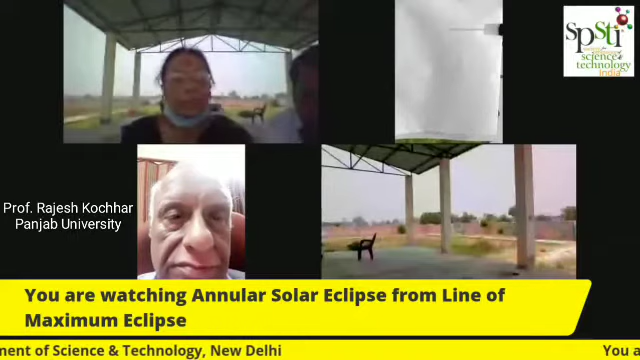 spsti
science &
technology
india
Prof. Rajesh Kochhar
Panjab University
You are watching Annular Solar Eclipse from Line of
Maximum Eclipse
ment of Science & Technology, New Delhi
You a